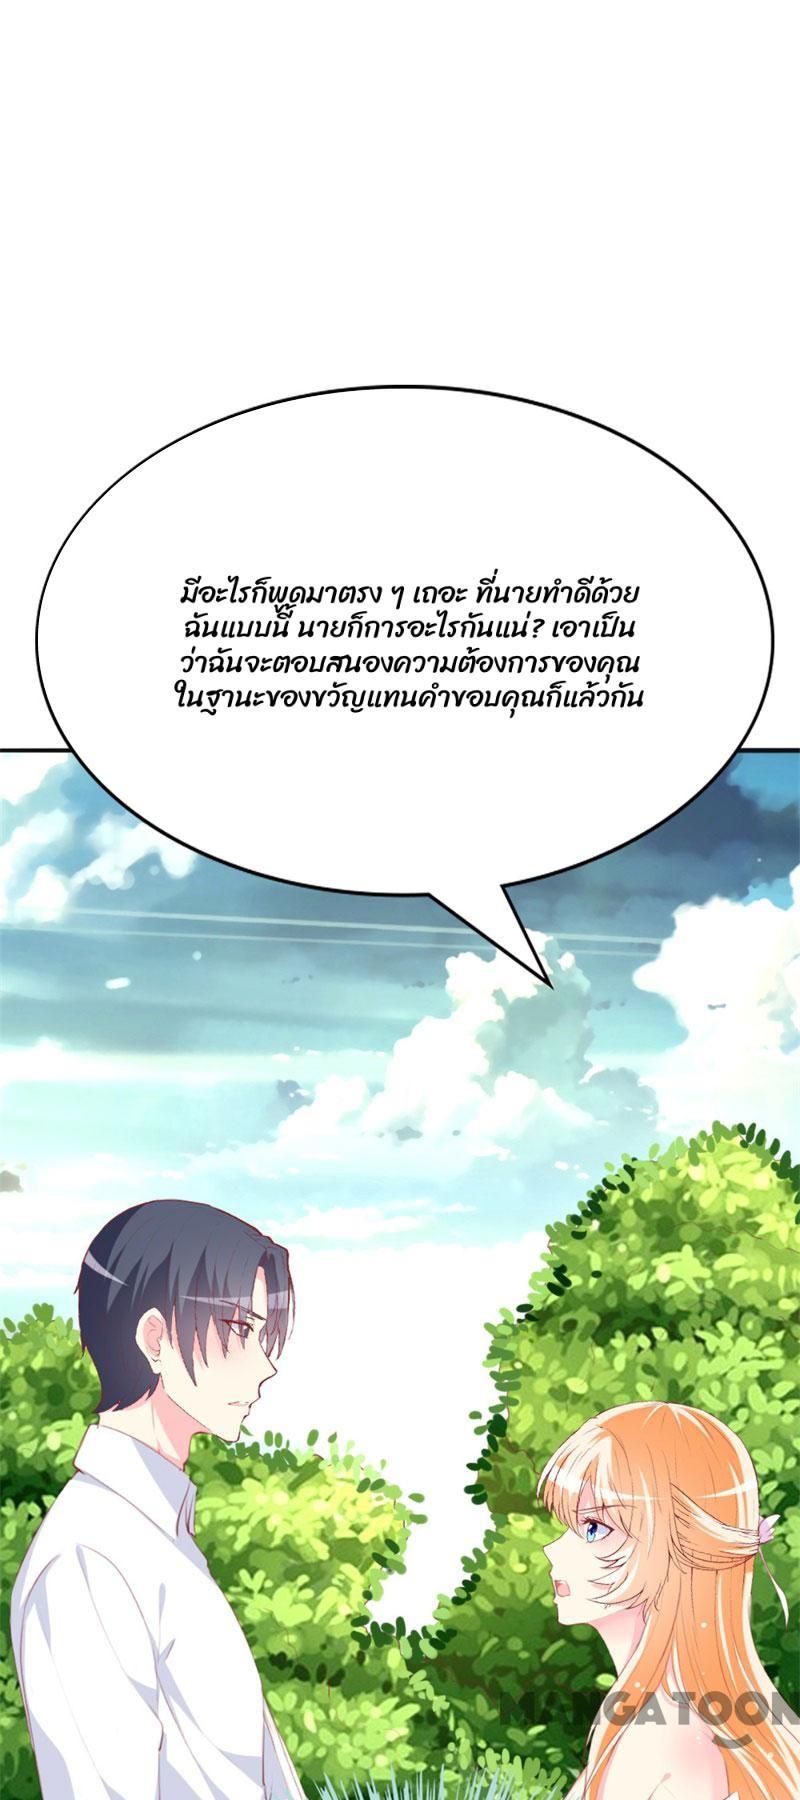 มีอะไรก็พูดมาตรง ๆ เถอะ ที่นายทำดีด้วย
ฉันแบบนี้ นายก็การอะไรกันแน่? เอาเป็น
ว่าฉันจะตอบสนองความต้องการของคุณ
ในฐานะของขวัญแทนคำขอบคุณก็แล้วกัน
MANGATOON